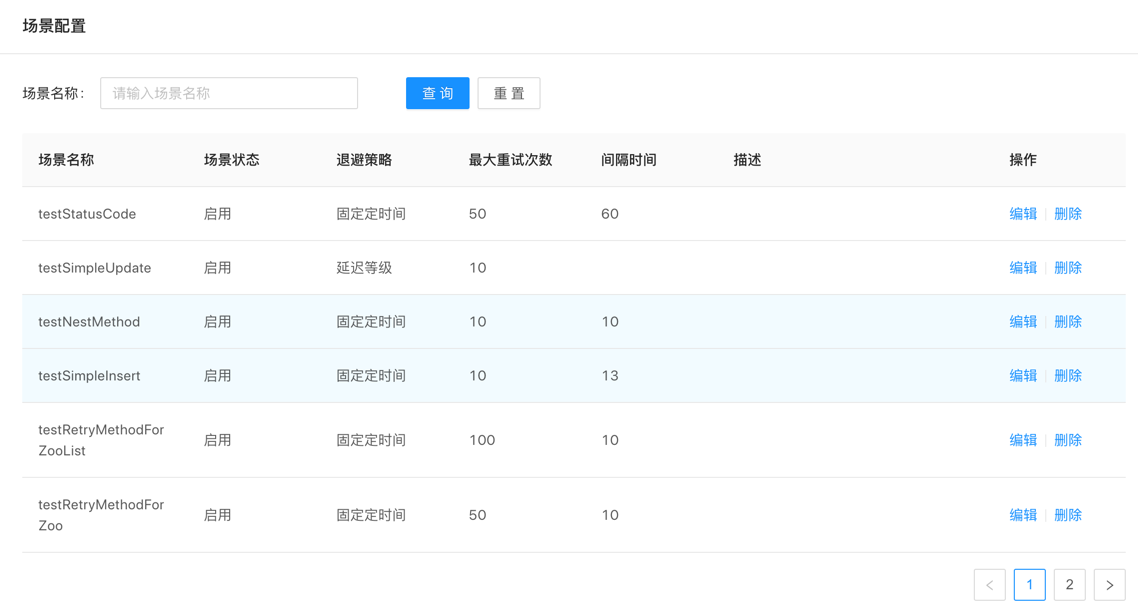 场景配置
场景名称: 请输入场景名称 查 询 重 置
场景名称 场景状态 退避策略 最大重试次数 间隔时间 描述 操作
testStatusCode 启用 固定定时间 50 60 编辑 删除
testSimpleUpdate 启用 延迟等级 10 编辑 删除
testNestMethod 启用 固定定时间 10 10 编辑 删除
testSimpleInsert 启用 固定定时间 10 13 编辑 删除
testRetryMethodFor
ZooList 启用 固定定时间 100 10 编辑 删除
testRetryMethodFor
Zoo 启用 固定定时间 50 10 编辑 删除
< 1 2 >